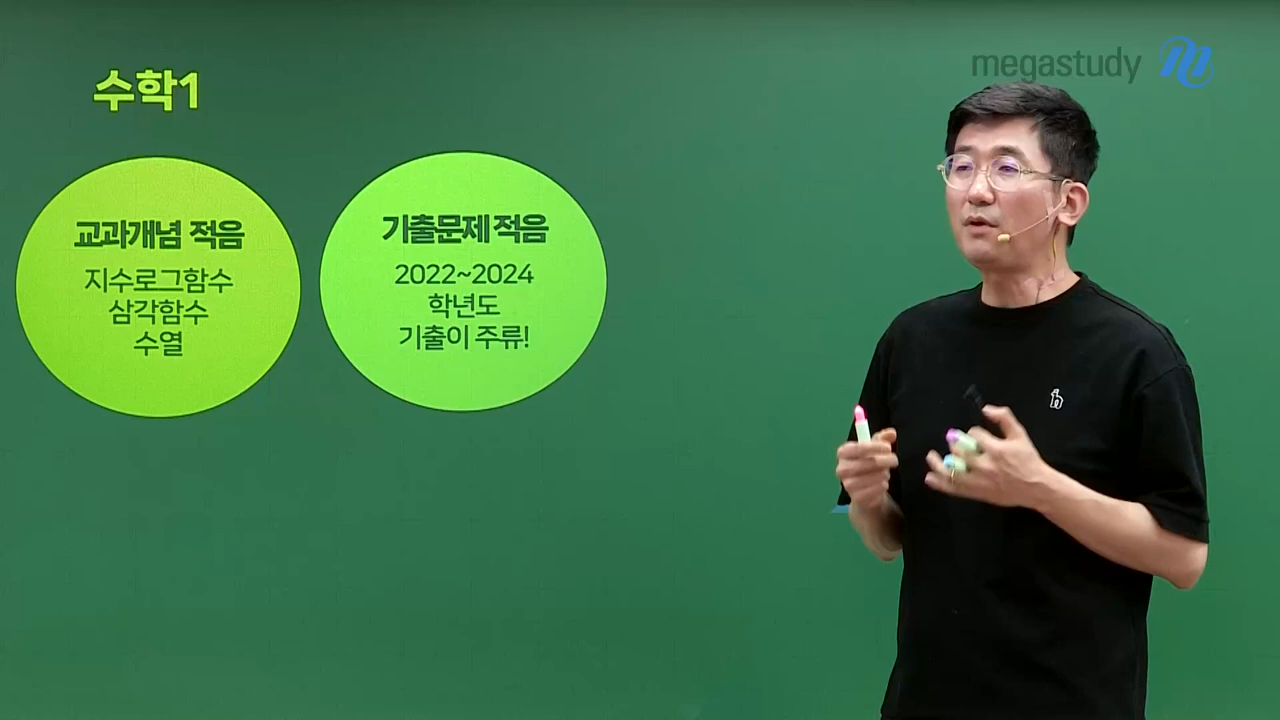 수학1
교과개념 적음
지수로그함수
삼각함수
수열
기출문제 적음
2022~2024
학년도
기출이 주류!
megastudy